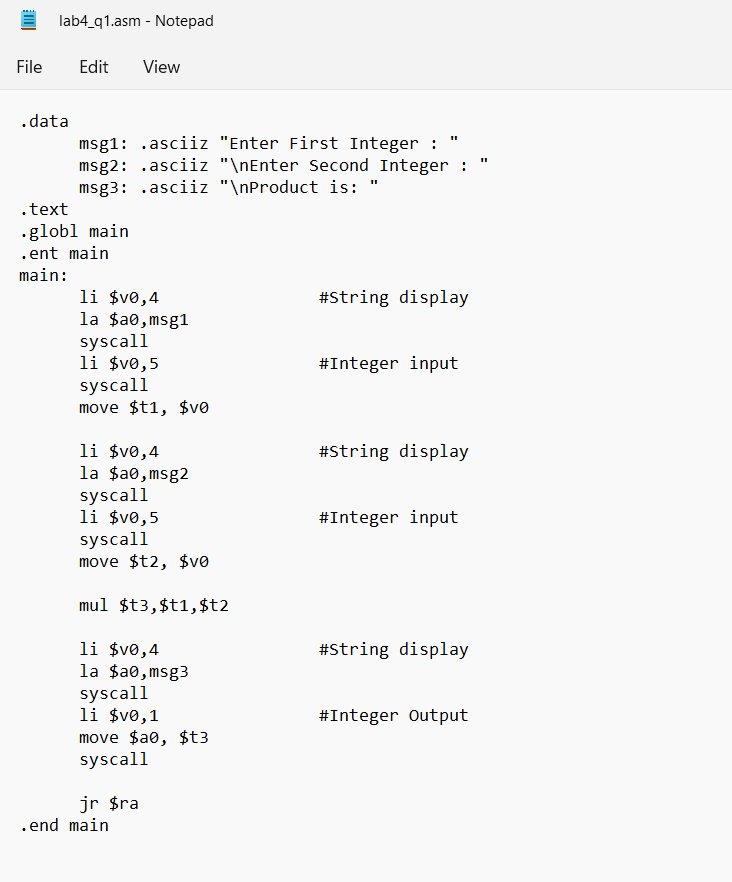 lab4_q1.asm - Notepad
File Edit View
.data
msg1: .asciiz "Enter First Integer : "
msg2: .asciiz "\nEnter Second Integer : "
msg3: .asciiz "\nProduct is: "
.text
.globl main
.ent main
main:
li $v0,4 #String display
la $a0,msg1
syscall
li $v0,5 #Integer input
syscall
move $t1, $v0
li $v0,4 #String display
la $a0,msg2
syscall
li $v0,5 #Integer input
syscall
move $t2, $v0
mul $t3,$t1,$t2
li $v0,4 #String display
la $a0,msg3
syscall
li $v0,1 #Integer Output
move $a0, $t3
syscall
jr $ra
.end main